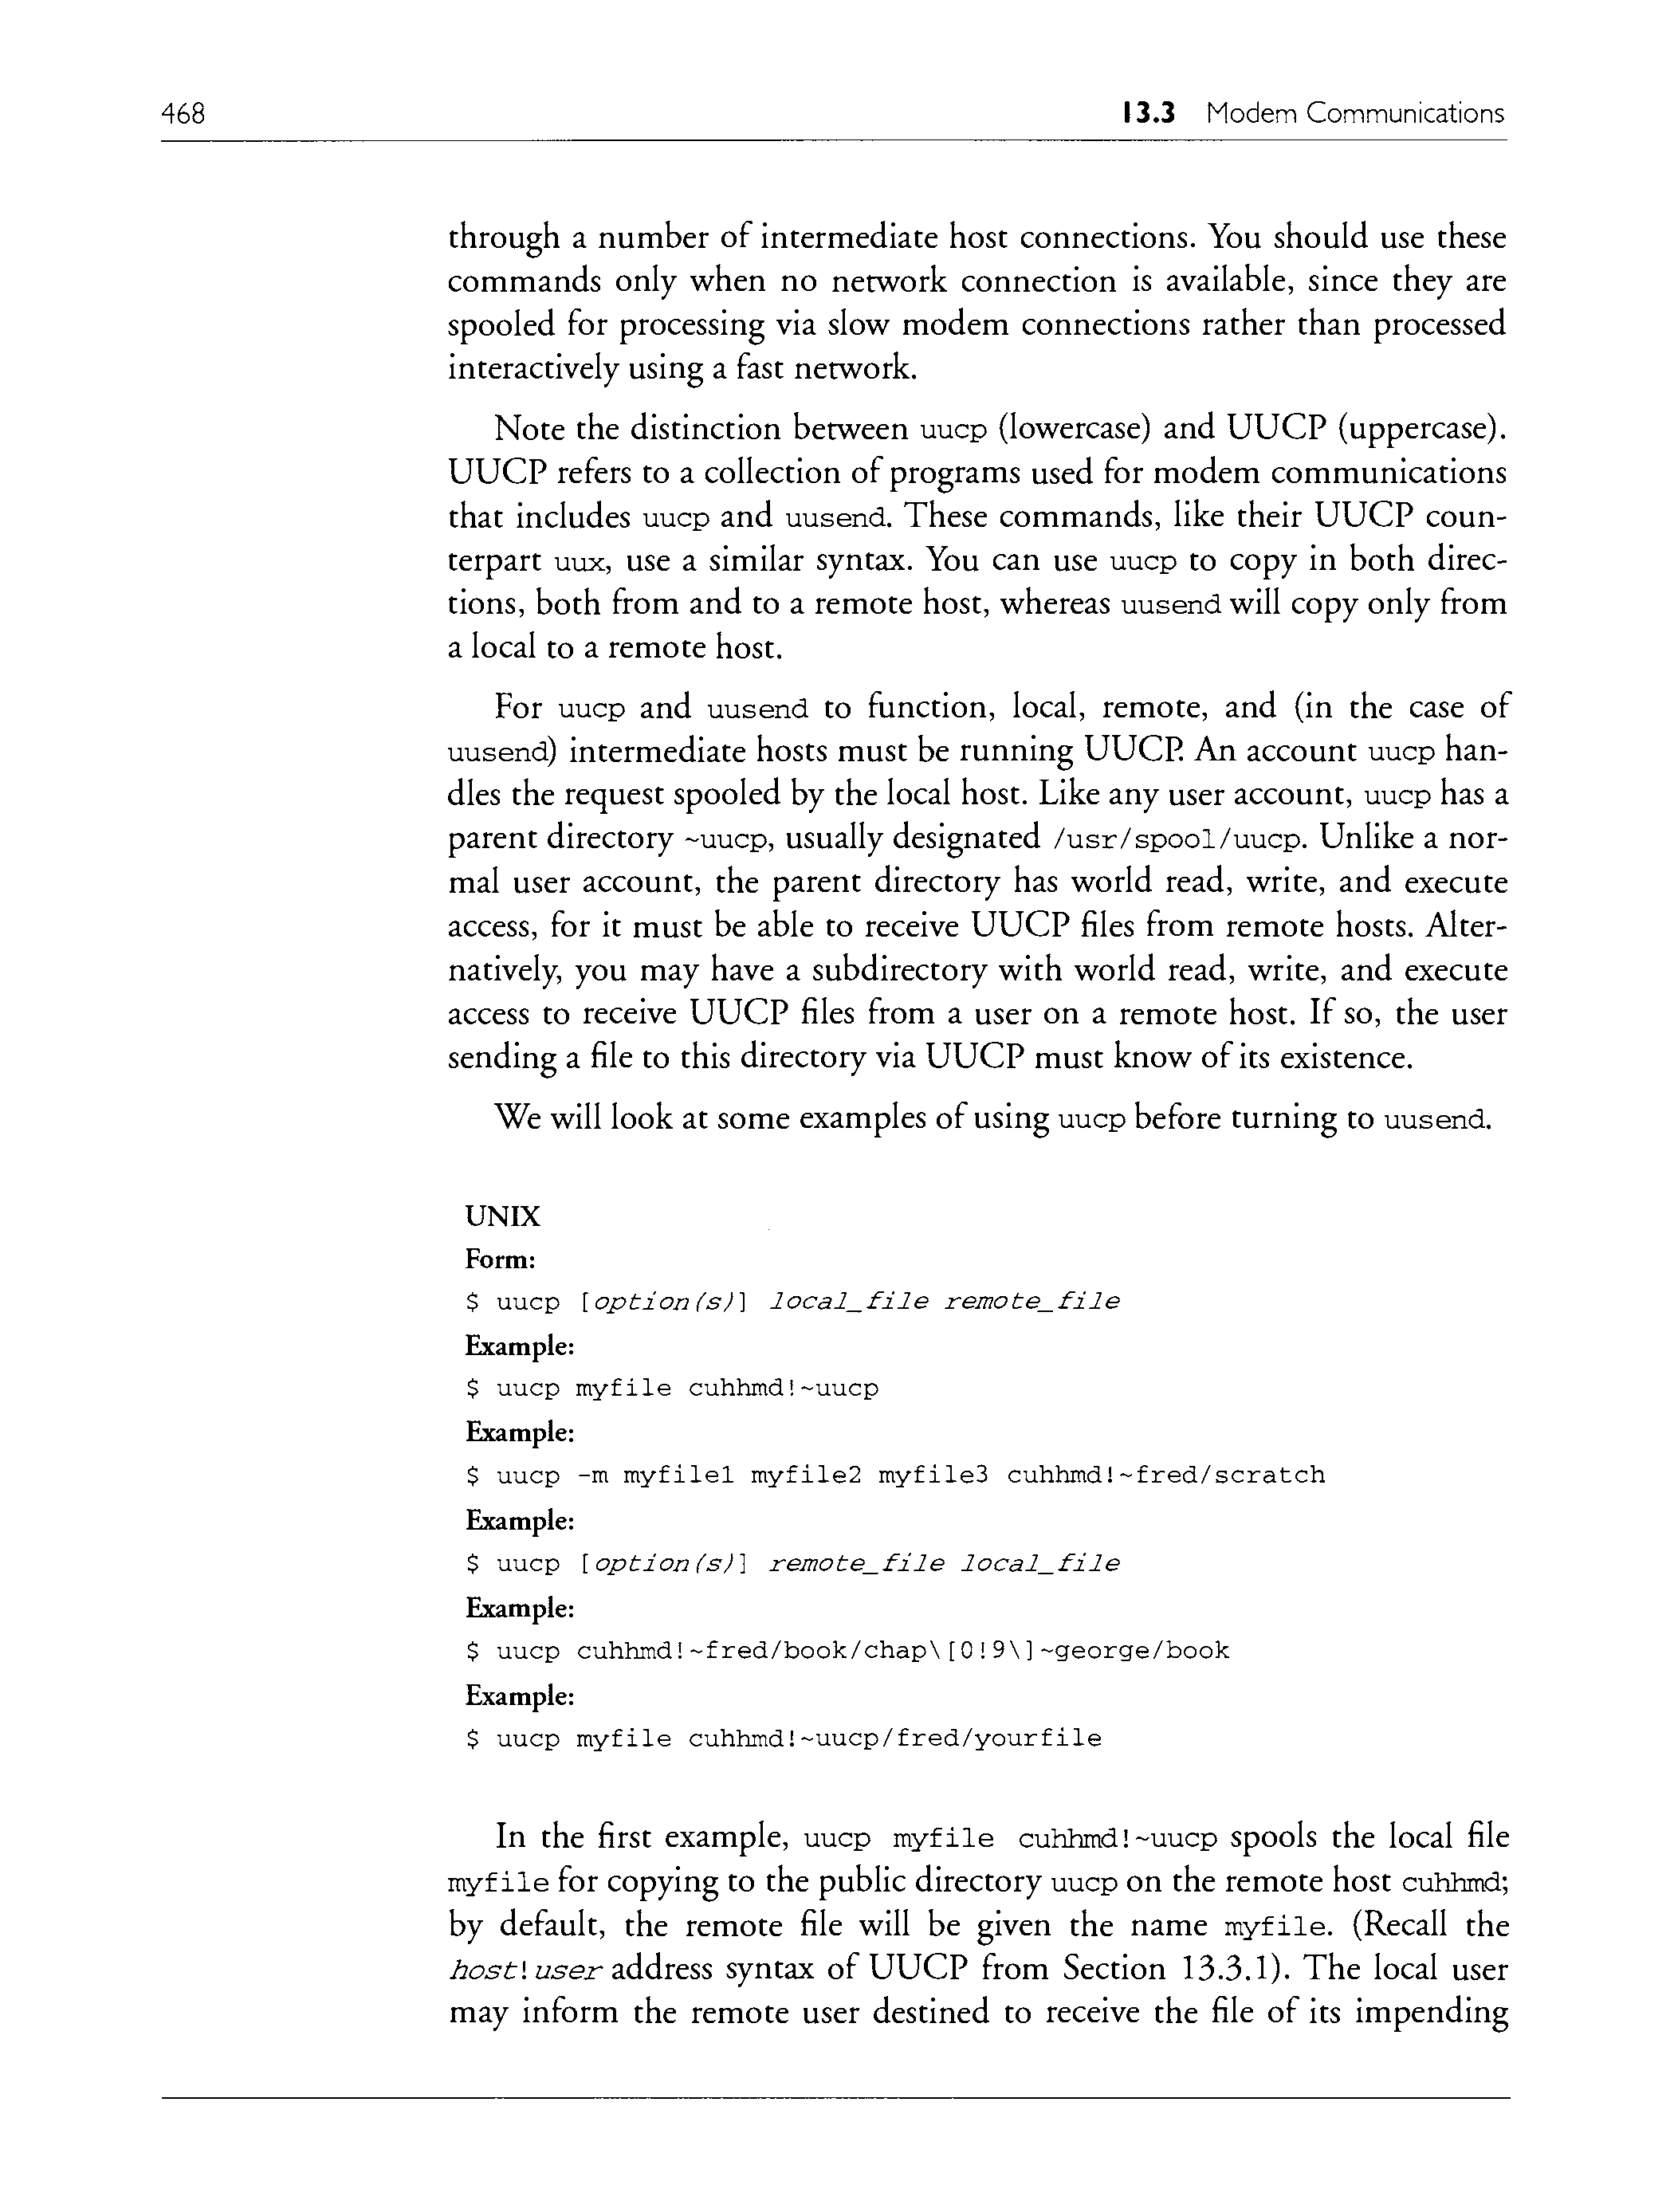 468
13.3 Modem Communications
through a number of intermediate host connections. You should use these
commands only when no network connection is available, since they are
spooled for processing via slow modem connections rather than processed
interactively using a fast network.
Note the distinction between uucp (lowercase) and UUCP (uppercase).
UUCP refers to a collection of programs used for modem communications
that includes uucp and uusend. These commands, like their UUCP coun-
terpart uux, use a similar syntax. You can use uucp to copy in both direc-
tions, both from and to a remote host, whereas uusend will copy only from
a local to a remote host.
For uucp and uusend to function, local, remote, and (in the case of
uusend) intermediate hosts must be running UUCP. An account uucp han-
dles the request spooled by the local host. Like any user account, uucp has a
parent directory ~uucp, usually designated /usr/spool/uucp. Unlike a nor-
mal user account, the parent directory has world read, write, and execute
access, for it must be able to receive UUCP files from remote hosts. Alter-
natively, you may have a subdirectory with world read, write, and execute
access to receive UUCP files from a user on a remote host. If so, the user
sending a file to this directory via UUCP must know of its existence.
We will look at some examples of using uucp before turning to uusend.
UNIX
Form:
$ uucp [option(s)] local_file remote_file
Example:
$ uucp myfile cuhhmd!~uucp
Example:
$ uucp -m myfile1 myfile2 myfile3 cuhhmd!~fred/scratch
Example:
$ uucp [option(s)] remote_file local_file
Example:
$ uucp cuhhmd!~fred/book/chap\[0!9\]~george/book
Example:
$ uucp myfile cuhhmd!~uucp/fred/yourfile
In the first example, uucp myfile cuhhmd!~uucp spools the local file
myfile for copying to the public directory uucp on the remote host cuhhmd;
by default, the remote file will be given the name myfile. (Recall the
host!user address syntax of UUCP from Section 13.3.1). The local user
may inform the remote user destined to receive the file of its impending